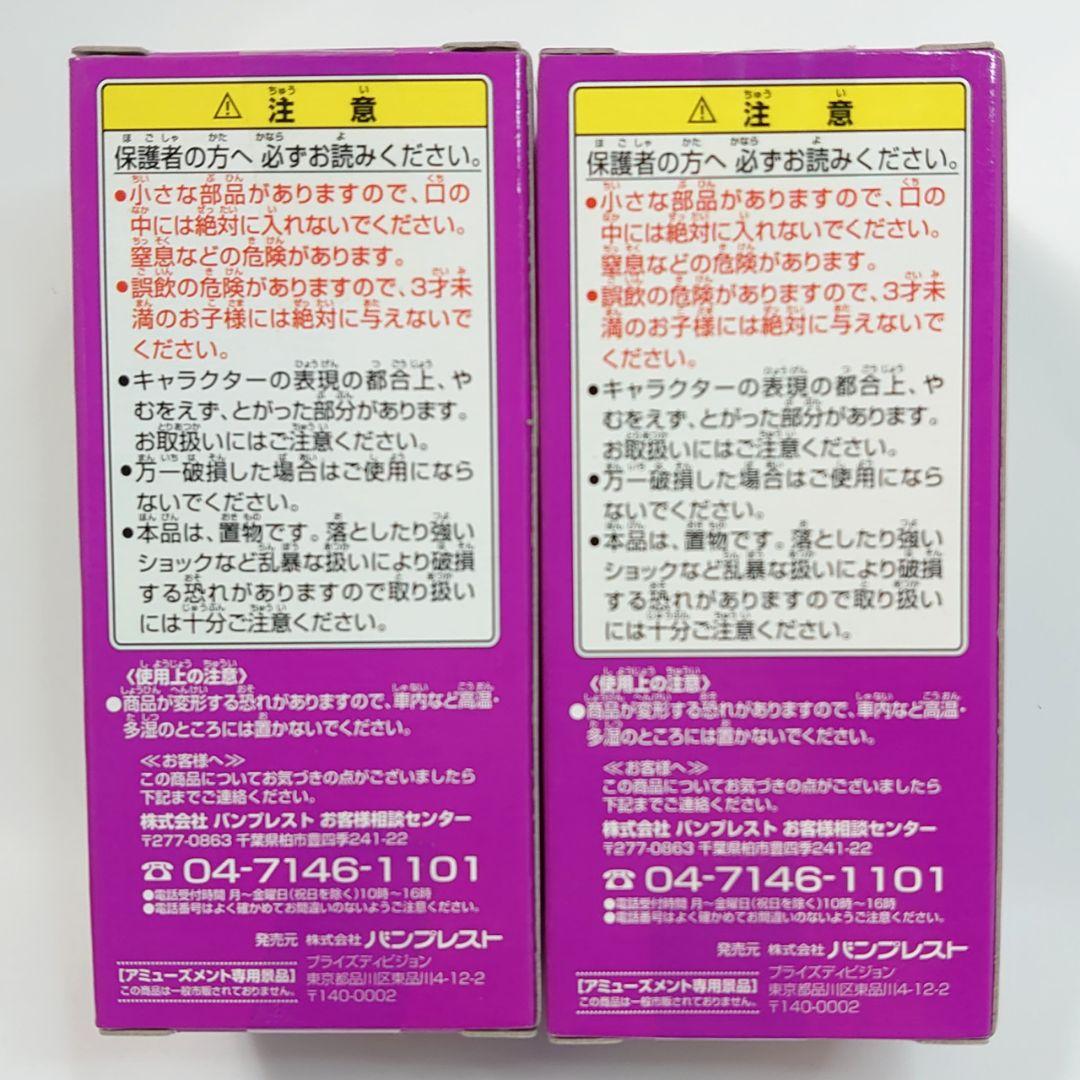 ⚠ 注意
保護者の方へ 必ずお読みください。
●小さな部品がありますので、口の
中には絶対に入れないでください。
窒息などの危険があります。
●誤飲の危険がありますので、3才未
満のお子様には絶対に与えないで
ください。
●キャラクターの表現の都合上、や
むをえず、とがった部分があります。
お取扱いにはご注意ください。
●万一破損した場合はご使用になら
ないでください。
●本品は、置物です。落としたり強い
ショックなど乱暴な扱いにより破損
する恐れがありますので取り扱い
には十分ご注意ください。
〈使用上の注意〉
●商品が変形する恐れがありますので、車内など高温・
多湿のところには置かないでください。
≪お客様へ≫
この商品についてお気づきの点がございましたら
下記までご連絡ください。
株式会社 バンプレスト お客様相談センター
〒277-0863 千葉県柏市豊四季241-22
☎ 04-7146-1101
●電話受付時間 月〜金曜日(祝日を除く)10時〜16時
●電話番号はよく確かめてお間違いのないようご注意ください。
発売元 株式会社 バンプレスト
プライズディビジョン
[アミューズメント専用景品]
東京都品川区東品川4-12-2
この商品は一般市販されておりません。
〒140-0002
⚠ 注意
保護者の方へ 必ずお読みください。
●小さな部品がありますので、口の
中には絶対に入れないでください。
窒息などの危険があります。
●誤飲の危険がありますので、3才未
満のお子様には絶対に与えないで
ください。
●キャラクターの表現の都合上、や
むをえず、とがった部分があります。
お取扱いにはご注意ください。
●万一破損した場合はご使用になら
ないでください。
●本品は、置物です。落としたり強い
ショックなど乱暴な扱いにより破損
する恐れがありますので取り扱い
には十分ご注意ください。
〈使用上の注意〉
●商品が変形する恐れがありますので、車内など高温・
多湿のところには置かないでください。
≪お客様へ≫
この商品についてお気づきの点がございましたら
下記までご連絡ください。
株式会社 バンプレスト お客様相談センター
〒277-0863 千葉県柏市豊四季241-22
☎ 04-7146-1101
●電話受付時間 月〜金曜日(祝日を除く)10時〜16時
●電話番号はよく確かめてお間違いのないようご注意ください。
発売元 株式会社 バンプレスト
プライズディビジョン
[アミューズメント専用景品]
東京都品川区東品川4-12-2
この商品は一般市販されておりません。
〒140-0002